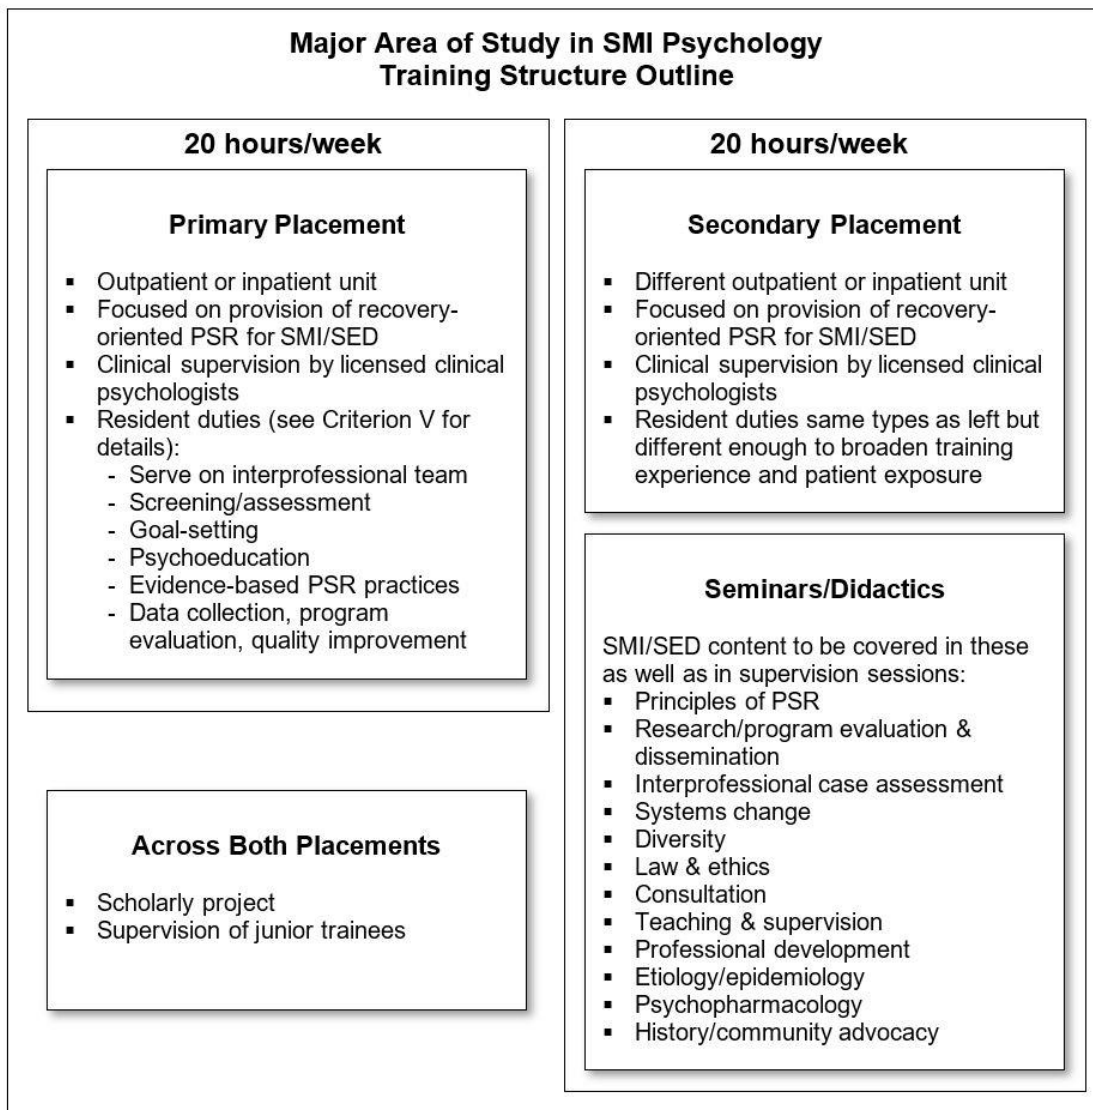 Major Area of Study in SMI Psychology
Training Structure Outline
20 hours/week
Primary Placement
▪ Outpatient or inpatient unit
▪ Focused on provision of recovery-
oriented PSR for SMI/SED
▪ Clinical supervision by licensed clinical
psychologists
▪ Resident duties (see Criterion V for
details):
- Serve on interprofessional team
- Screening/assessment
- Goal-setting
- Psychoeducation
- Evidence-based PSR practices
- Data collection, program
evaluation, quality improvement
Across Both Placements
▪ Scholarly project
▪ Supervision of junior trainees
20 hours/week
Secondary Placement
▪ Different outpatient or inpatient unit
▪ Focused on provision of recovery-
oriented PSR for SMI/SED
▪ Clinical supervision by licensed clinical
psychologists
▪ Resident duties same types as left but
different enough to broaden training
experience and patient exposure
Seminars/Didactics
SMI/SED content to be covered in these
as well as in supervision sessions:
▪ Principles of PSR
▪ Research/program evaluation &
dissemination
▪ Interprofessional case assessment
▪ Systems change
▪ Diversity
▪ Law & ethics
▪ Consultation
▪ Teaching & supervision
▪ Professional development
▪ Etiology/epidemiology
▪ Psychopharmacology
▪ History/community advocacy